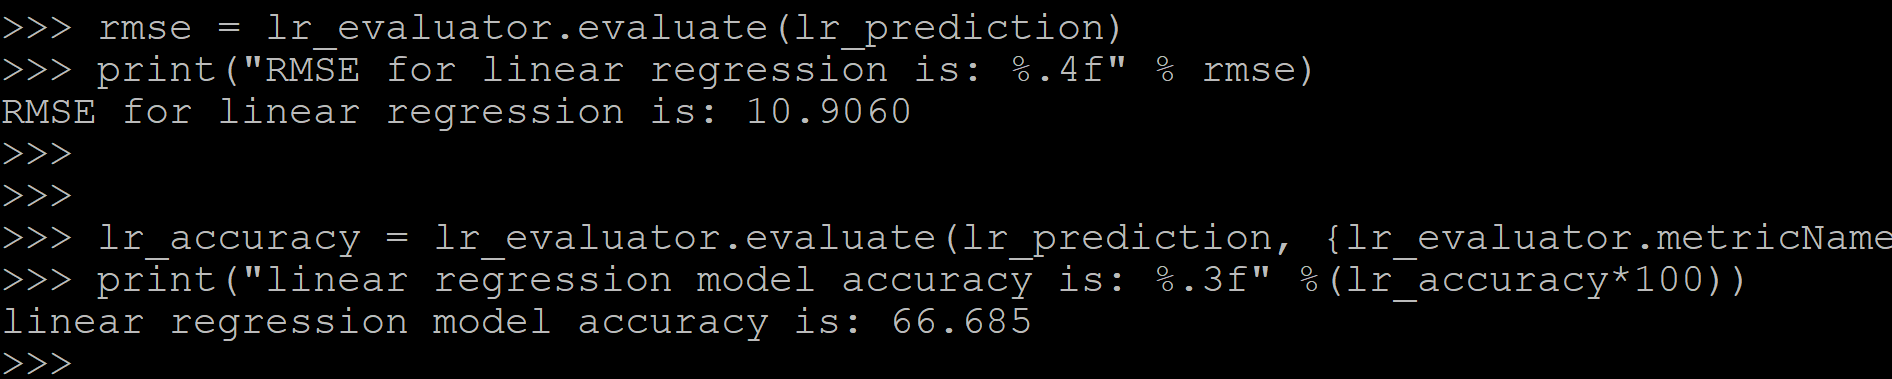 >>> rmse = lr_evaluator.evaluate(lr_prediction)
>>> print("RMSE for linear regression is: %.4f" % rmse)
RMSE for linear regression is: 10.9060
>>>
>>>
>>> lr_accuracy = lr_evaluator.evaluate(lr_prediction, {lr_evaluator.metricName
>>> print("linear regression model accuracy is: %.3f" %(lr_accuracy*100))
linear regression model accuracy is: 66.685
>>>